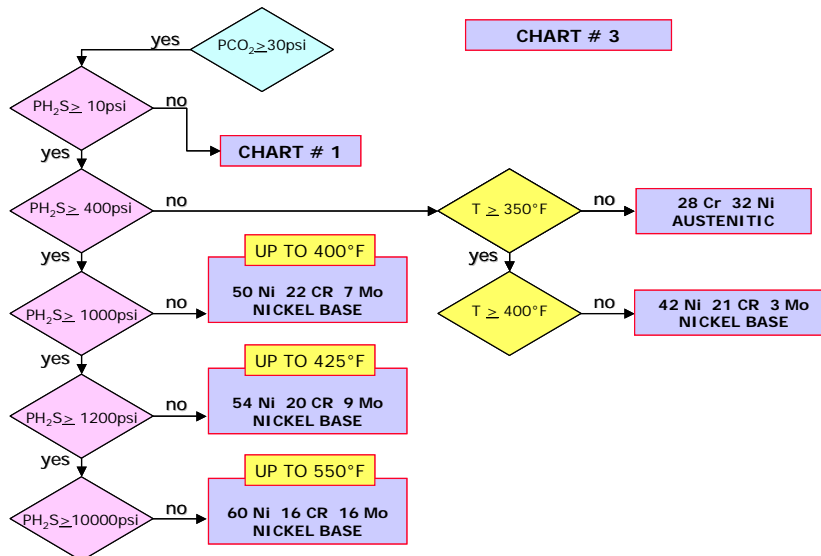 yes
PCO₂≥30psi
CHART # 3
PH₂S≥ 10psi
no
CHART # 1
yes
PH₂S≥ 400psi
no
T ≥ 350°F
no
28 Cr 32 Ni
AUSTENITIC
yes
UP TO 400°F
yes
PH₂S≥ 1000psi
no
50 Ni 22 CR 7 Mo
NICKEL BASE
T ≥ 400°F
no
42 Ni 21 CR 3 Mo
NICKEL BASE
yes
UP TO 425°F
PH₂S≥ 1200psi
no
54 Ni 20 CR 9 Mo
NICKEL BASE
yes
UP TO 550°F
PH₂S≥10000psi
no
60 Ni 16 CR 16 Mo
NICKEL BASE